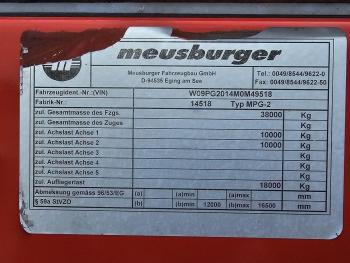 meusburger
Meusburger Fahrzeugbau GmbH
D-94535 Eging am See
Tel.: 0049/8544/9622-0
Fax: 0049/8544/9622-50
Fahrzeugident.-Nr.:(VIN) W09PG2014M0M49518
Fabrik-Nr.: 14518 Typ MPG-2
zul. Gesamtmasse des Fzgs. 38000 Kg
zul. Gesamtmasse des Zuges Kg
zul. Achslast Achse 1 10000 Kg
zul. Achslast Achse 2 10000 Kg
zul. Achslast Achse 3 Kg
zul. Achslast Achse 4 Kg
zul. Achslast Achse 5 Kg
zul. Aufliegerlast 18000 Kg
Abmessung gemäss 96/53/EG (a) (a)min (a)max mm
§ 59a StVZO (b) (b)min 12000 (b)max 16500 mm